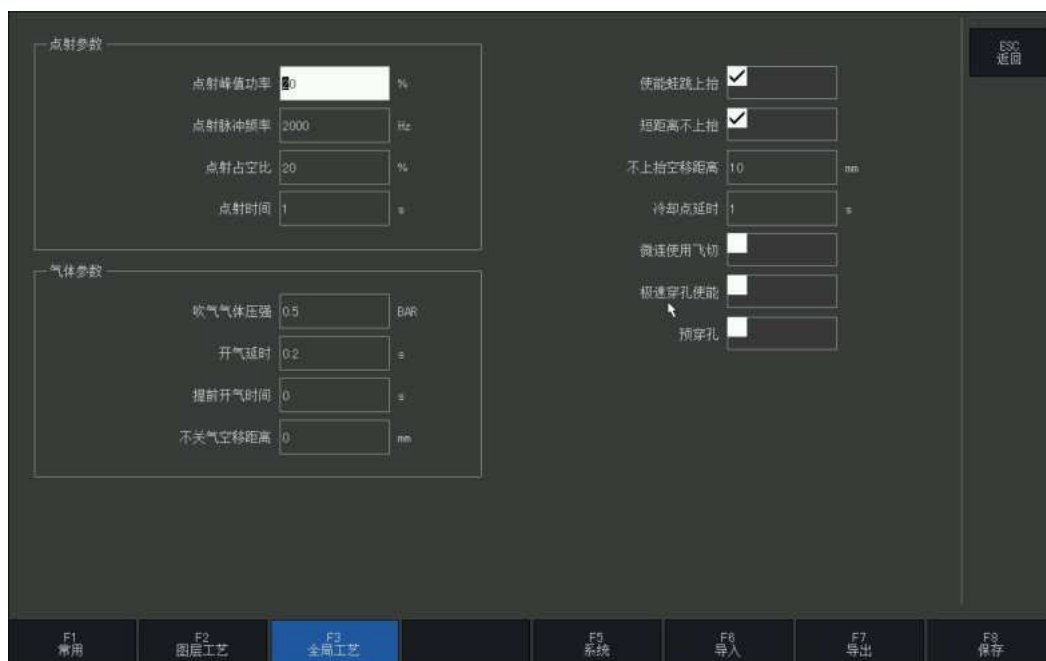 点射参数
点射峰值功率 20 %
点射脉冲频率 2000 Hz
点射占空比 20 %
点射时间 1 s
气体参数
吹气气体压强 0.5 BAR
开气延时 0.2 s
提前开气时间 0 s
不关气空移距离 0 mm
使能蛙跳上抬
短距离不上抬
不上抬空移距离 10 mm
冷却点延时 1 s
微连使用飞切
极速穿孔使能
预穿孔
ESC
返回
F1
常用
F2
图层工艺
F3
全局工艺
F5
系统
F6
导入
F7
导出
F8
保存